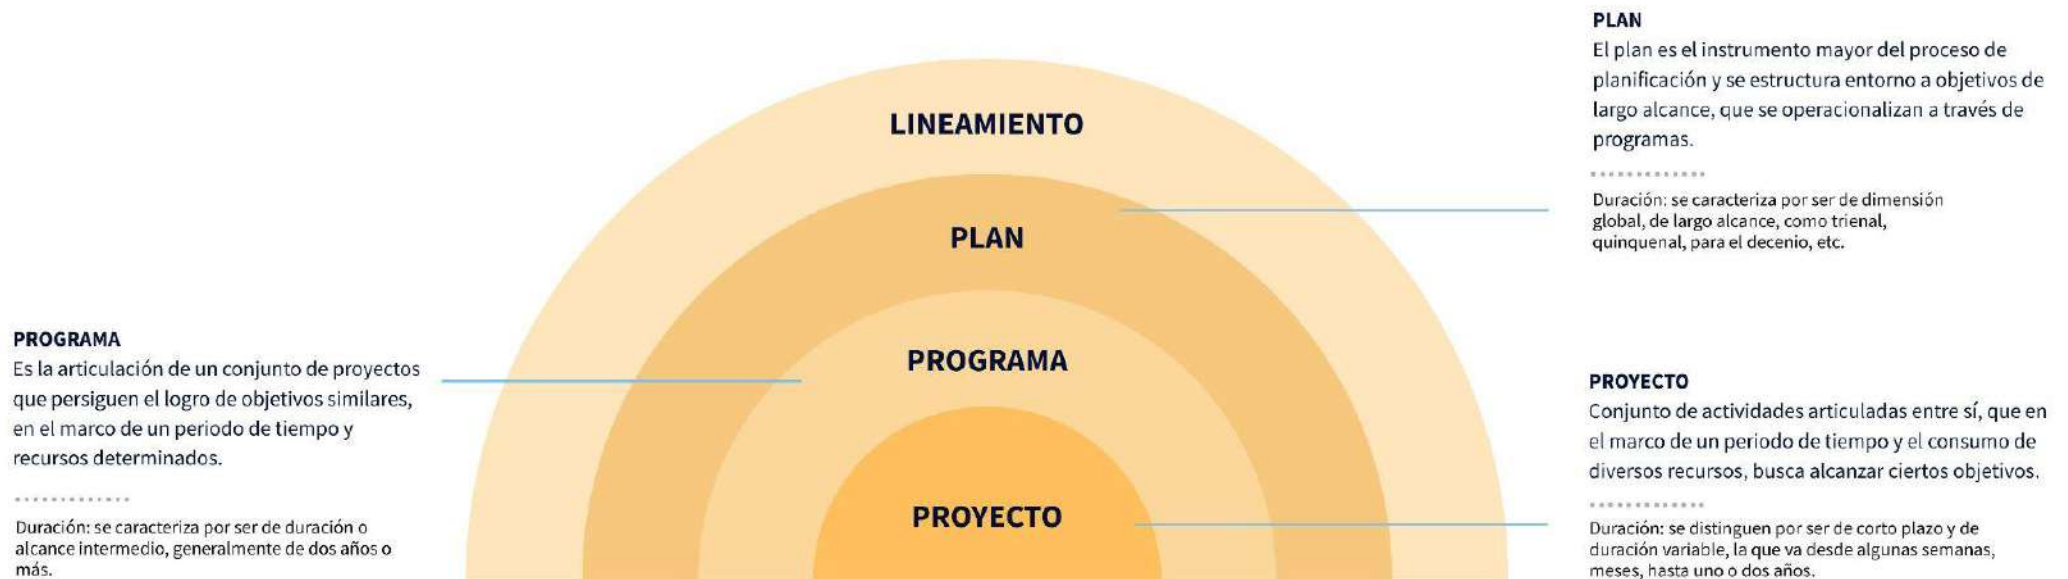 PLAN
El plan es el instrumento mayor del proceso de
planificación y se estructura entorno a objetivos de
largo alcance, que se operacionalizan a través de
programas.
Duración: se caracteriza por ser de dimensión
global, de largo alcance, como trienal,
quinquenal, para el decenio, etc.
LINEAMIENTO
PLAN
PROGRAMA
PROYECTO
PROGRAMA
Es la articulación de un conjunto de proyectos
que persiguen el logro de objetivos similares,
en el marco de un periodo de tiempo y
recursos determinados.
Duración: se caracteriza por ser de duración o
alcance intermedio, generalmente de dos años o
más.
PROYECTO
Conjunto de actividades articuladas entre sí, que en
el marco de un periodo de tiempo y el consumo de
diversos recursos, busca alcanzar ciertos objetivos.
Duración: se distinguen por ser de corto plazo y de
duración variable, la que va desde algunas semanas,
meses, hasta uno o dos años.